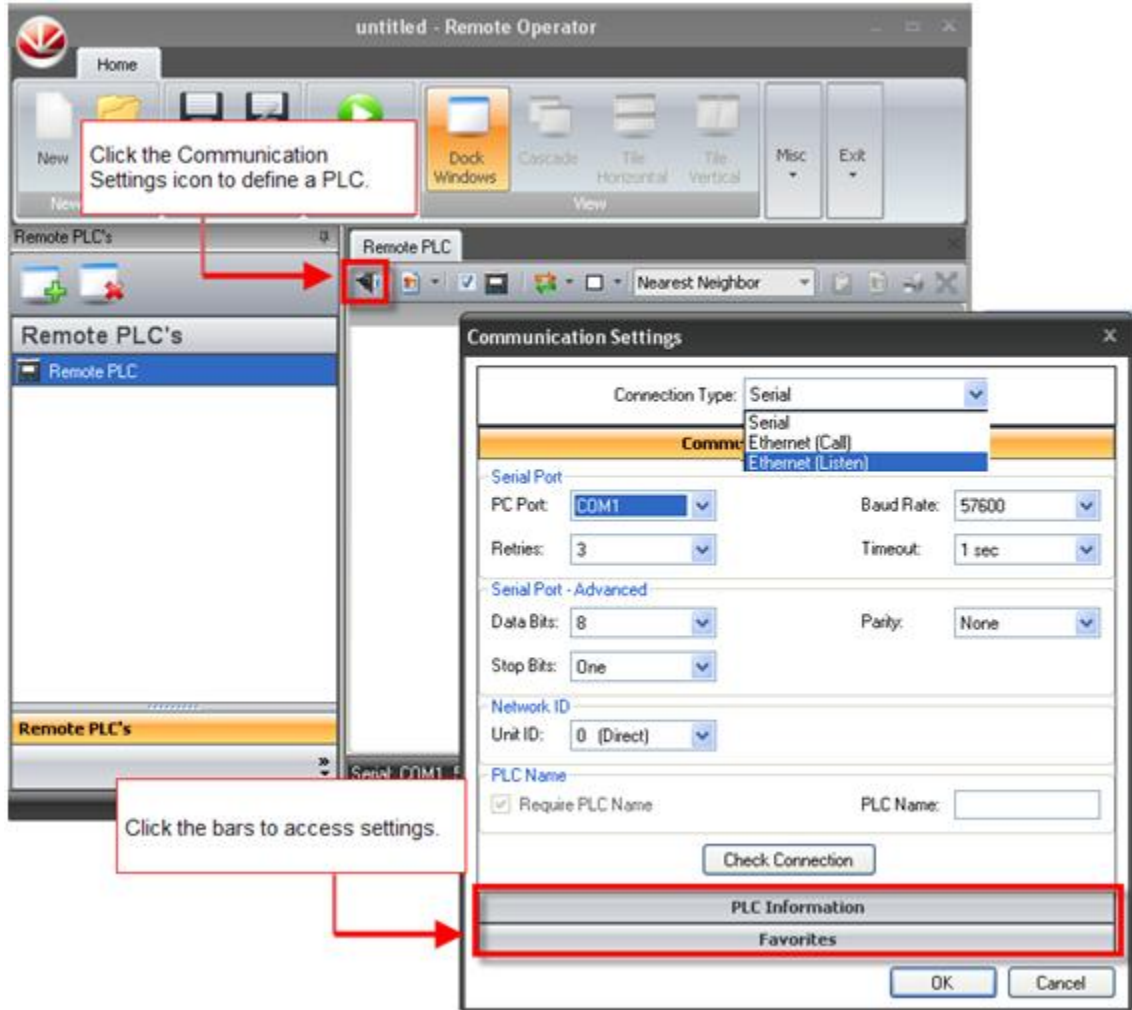 untitled - Remote Operator
Home
New
Click the Communication
Settings icon to define a PLC.
Dock
Windows
Cascade
Tile
Horizontal
Tile
Vertical
Misc
Exit
New
View
Remote PLC's
Remote PLC
Nearest Neighbor
Remote PLC's
Remote PLC
Communication Settings
Connection Type: Serial
Serial
Ethernet (Call)
Ethernet (Listen)
Serial Port
PC Port: COM1 Baud Rate: 57600
Retries: 3 Timeout: 1 sec
Serial Port - Advanced
Data Bits: 8 Parity: None
Stop Bits: One
Network ID
Unit ID: 0 (Direct)
PLC Name
Require PLC Name PLC Name:
Check Connection
PLC Information
Favorites
OK Cancel
Remote PLC's
Serial: COM1
Click the bars to access settings.